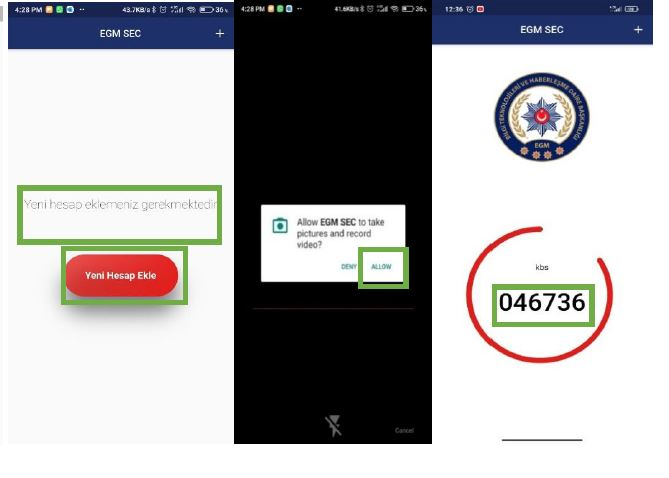 4:28 PM 43.7KB/s 36
EGM SEC +
Yeni hesap eklemeniz gerekmektedir
Yeni Hesap Ekle
4:28 PM 41.6KB/s 36
Allow EGM SEC to take
pictures and record
video?
DENY ALLOW
Cancel
12:36
EGM SEC +
BİLGİ TEKNOLOJİLERİ VE HABERLEŞME DAİRE BAŞKANLIĞI
EGM
kbs
046736